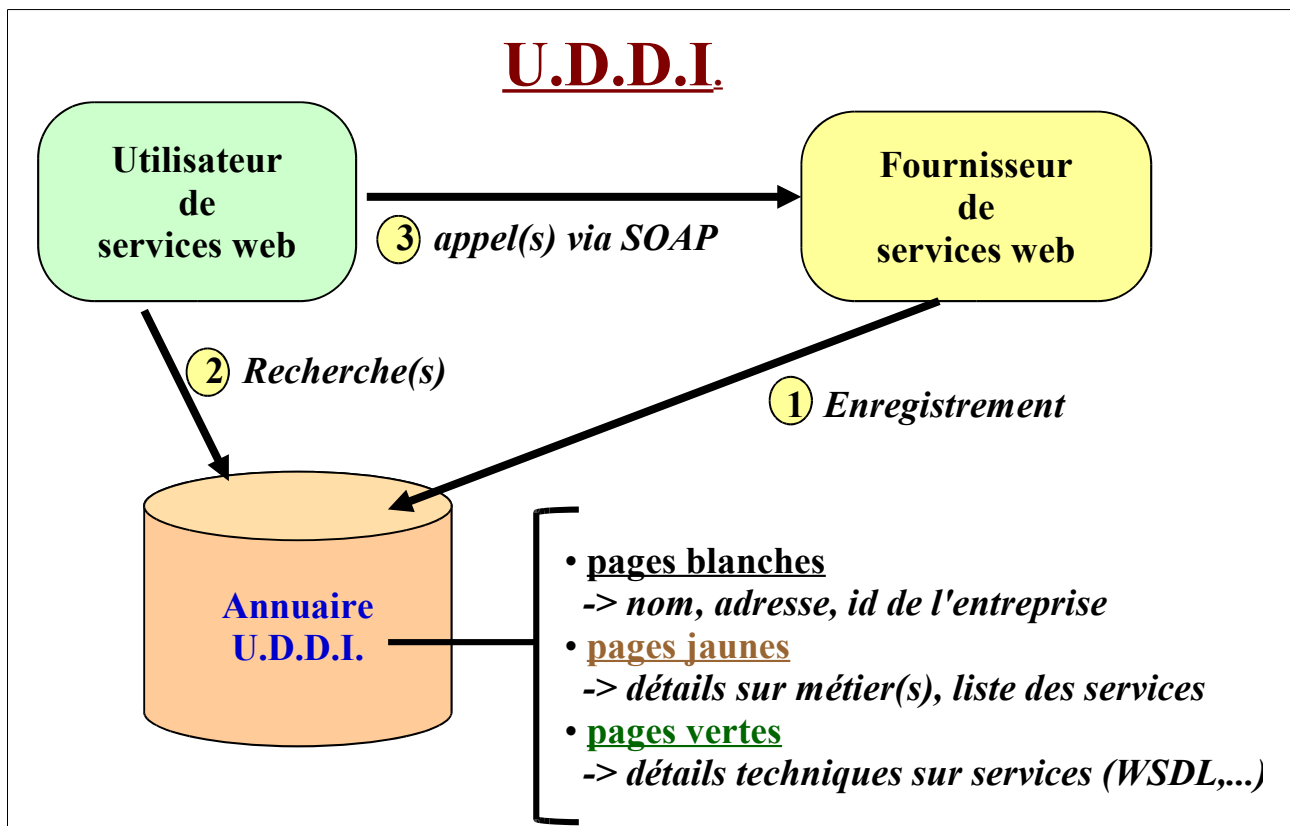 U.D.D.I.
Utilisateur
de
services web
Fournisseur
de
services web
3 appel(s) via SOAP
2 Recherche(s)
1 Enregistrement
Annuaire
U.D.D.I.
• pages blanches
-> nom, adresse, id de l'entreprise
• pages jaunes
-> détails sur métier(s), liste des services
• pages vertes
-> détails techniques sur services (WSDL,...)